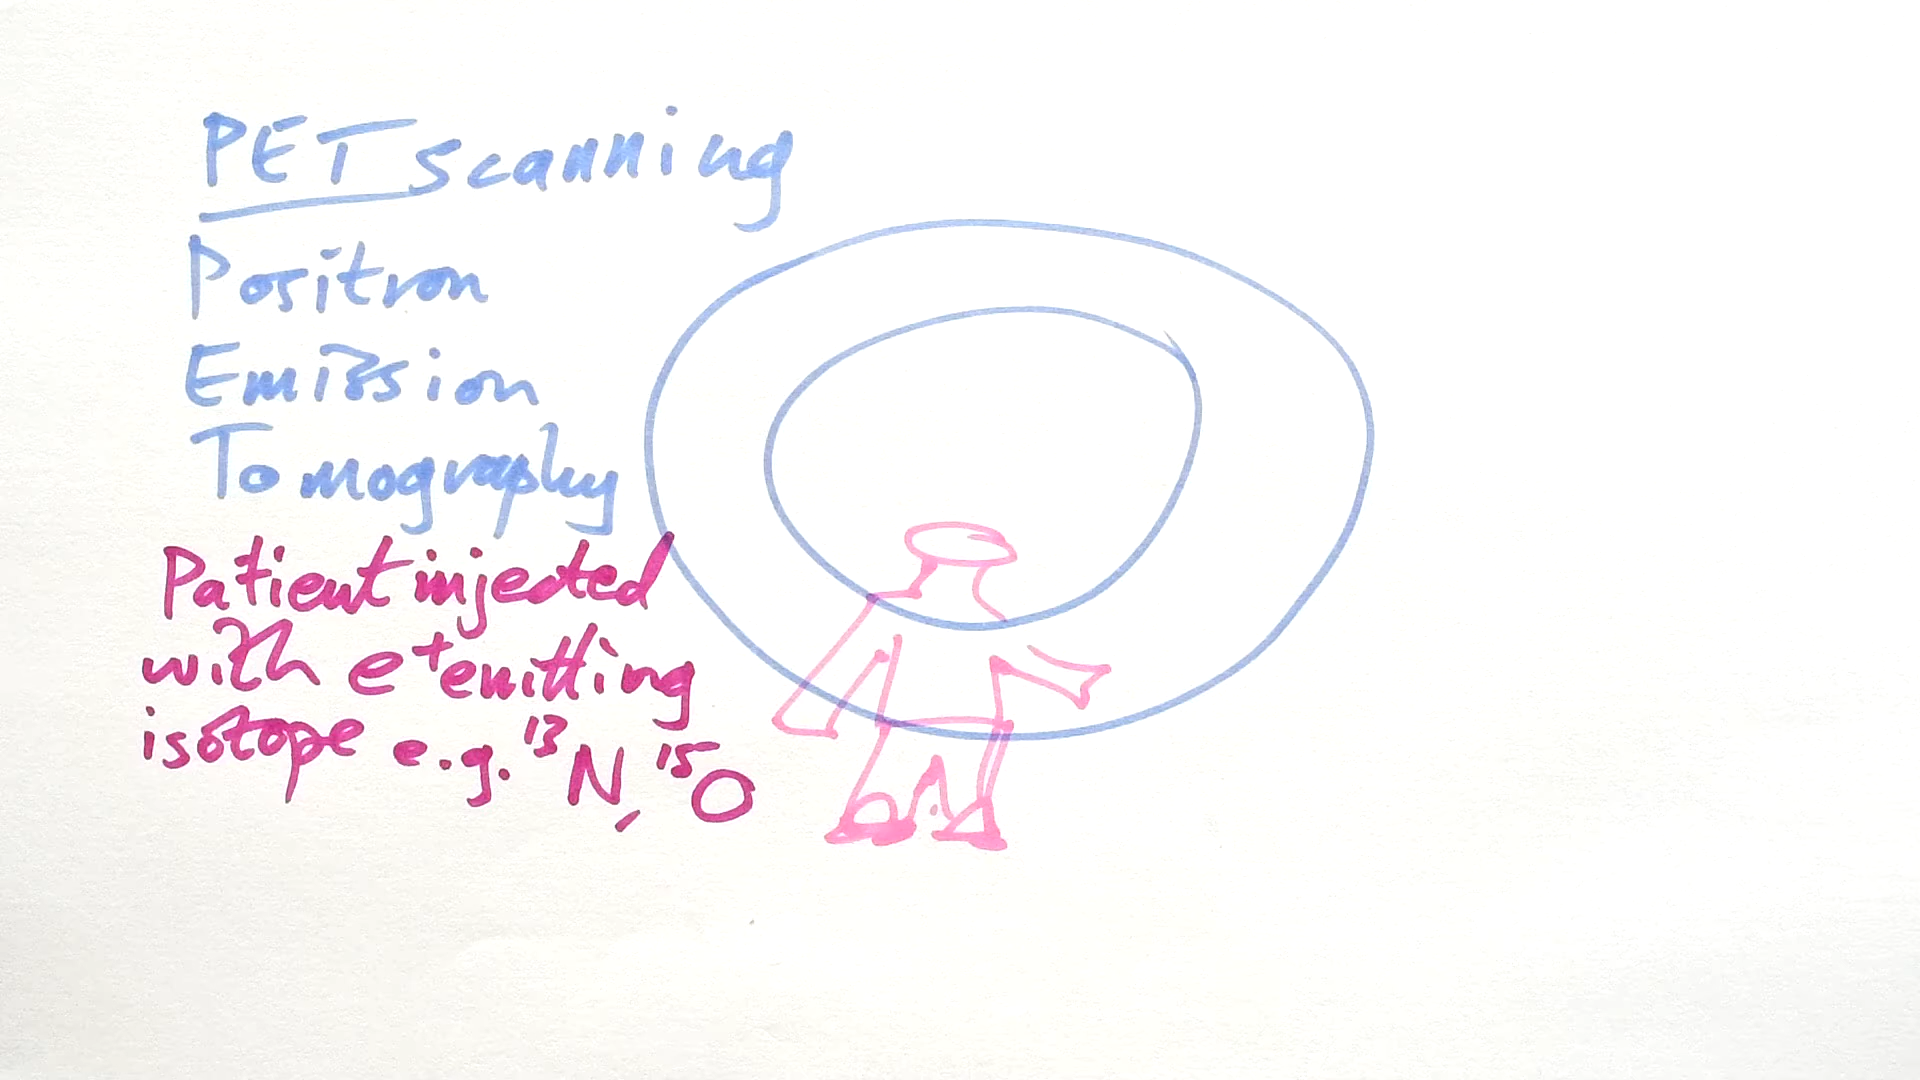 PET scanning
Positron
Emission
Tomography
Patient injected
with e⁺ emitting
isotope e.g. ¹³N, ¹⁵O